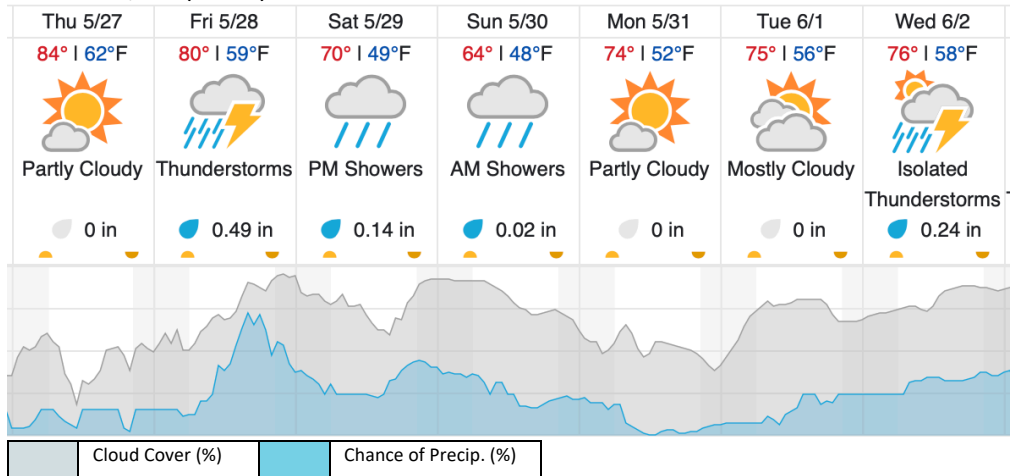 Thu 5/27 Fri 5/28 Sat 5/29 Sun 5/30 Mon 5/31 Tue 6/1 Wed 6/2
84° | 62°F 80° | 59°F 70° | 49°F 64° | 48°F 74° | 52°F 75° | 56°F 76° | 58°F
Partly Cloudy Thunderstorms PM Showers AM Showers Partly Cloudy Mostly Cloudy Isolated
Thunderstorms
0 in 0.49 in 0.14 in 0.02 in 0 in 0 in 0.24 in
Cloud Cover (%) Chance of Precip. (%)